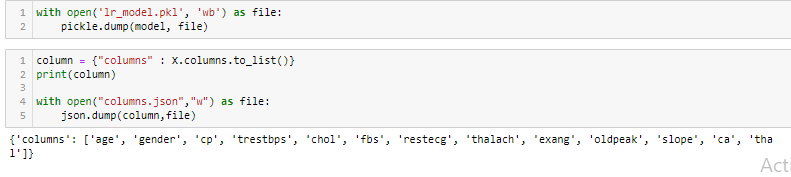 1 with open('lr_model.pkl', 'wb') as file:
2 pickle.dump(model, file)
1 column = {"columns" : X.columns.to_list()}
2 print(column)
3
4 with open("columns.json","w") as file:
5 json.dump(column,file)
{'columns': ['age', 'gender', 'cp', 'trestbps', 'chol', 'fbs', 'restecg', 'thalach', 'exang', 'oldpeak', 'slope', 'ca', 'tha
l']}
Acti